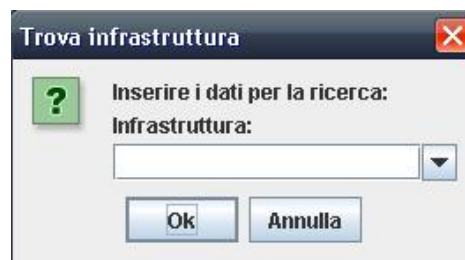 Trova infrastruttura
?
Inserire i dati per la ricerca:
Infrastruttura:
Ok Annulla